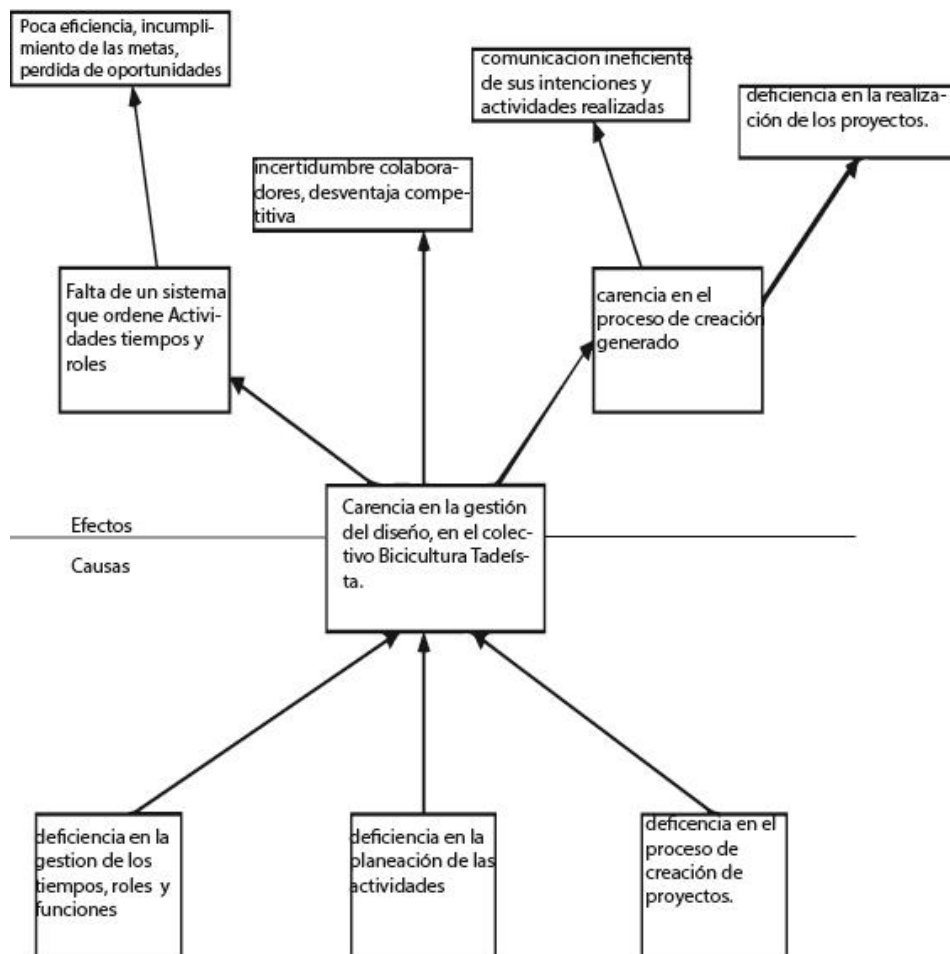 Poca eficiencia, incum-
plimiento de las metas,
perdida de oportunidades
comunicacion ineficiente
de sus intenciones y
actividades realizadas
deficiencia en la realiza-
ción de los proyectos.
incertidumbre colabora-
dores, desventaja compe-
titiva
Falta de un sistema
que ordene Activi-
dades tiempos y
roles
carencia en el
proceso de creación
generado
Efectos
Causas
Carencia en la gestión
del diseño, en el colec-
tivo Bicicultura Tadeís-
ta.
deficiencia en la
gestion de los
tiempos, roles y
funciones
deficiencia en la
planeación de las
actividades
deficencia en el
proceso de
creación de
proyectos.